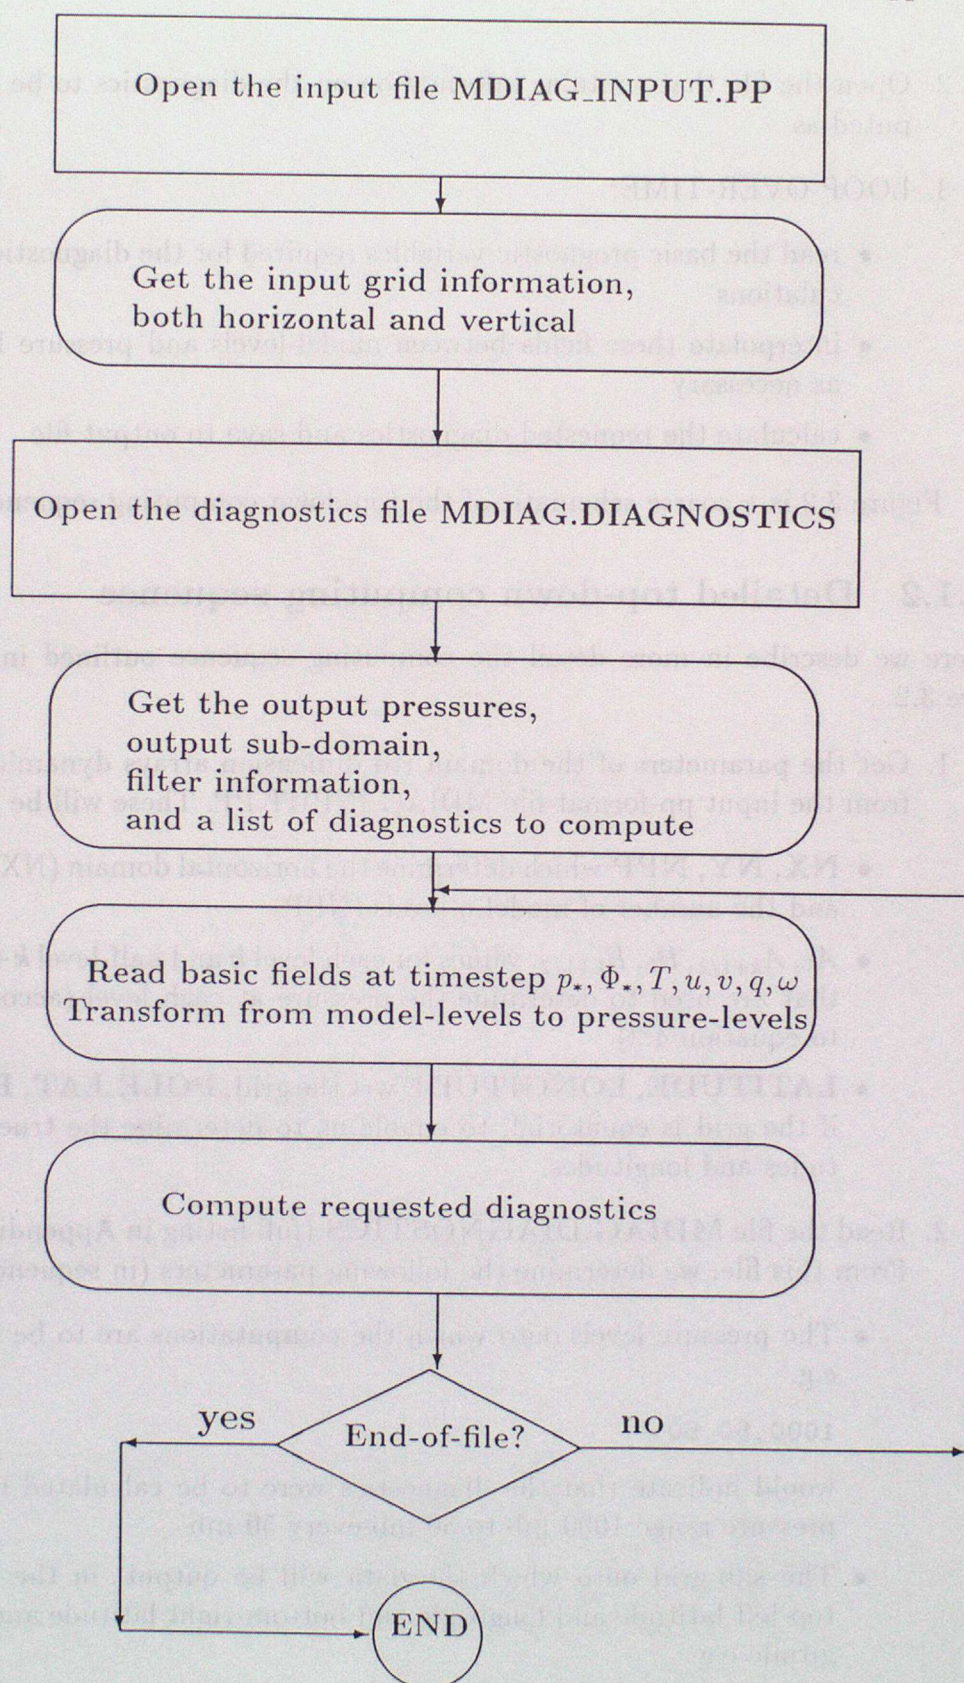 Open the input file MDIAG_INPUT.PP
Get the input grid information,
both horizontal and vertical
Open the diagnostics file MDIAG.DIAGNOSTICS
Get the output pressures,
output sub-domain,
filter information,
and a list of diagnostics to compute
Read basic fields at timestep p*, Φ*, T, u, v, q, ω
Transform from model-levels to pressure-levels
Compute requested diagnostics
yes
End-of-file?
no
END